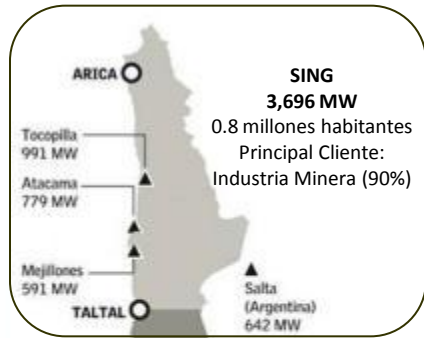 ARICA
SING
3,696 MW
0.8 millones habitantes
Principal Cliente:
Industria Minera (90%)
Tocopilla
991 MW
Atacama
779 MW
Mejillones
591 MW
TALTAL
Salta
(Argentina)
642 MW